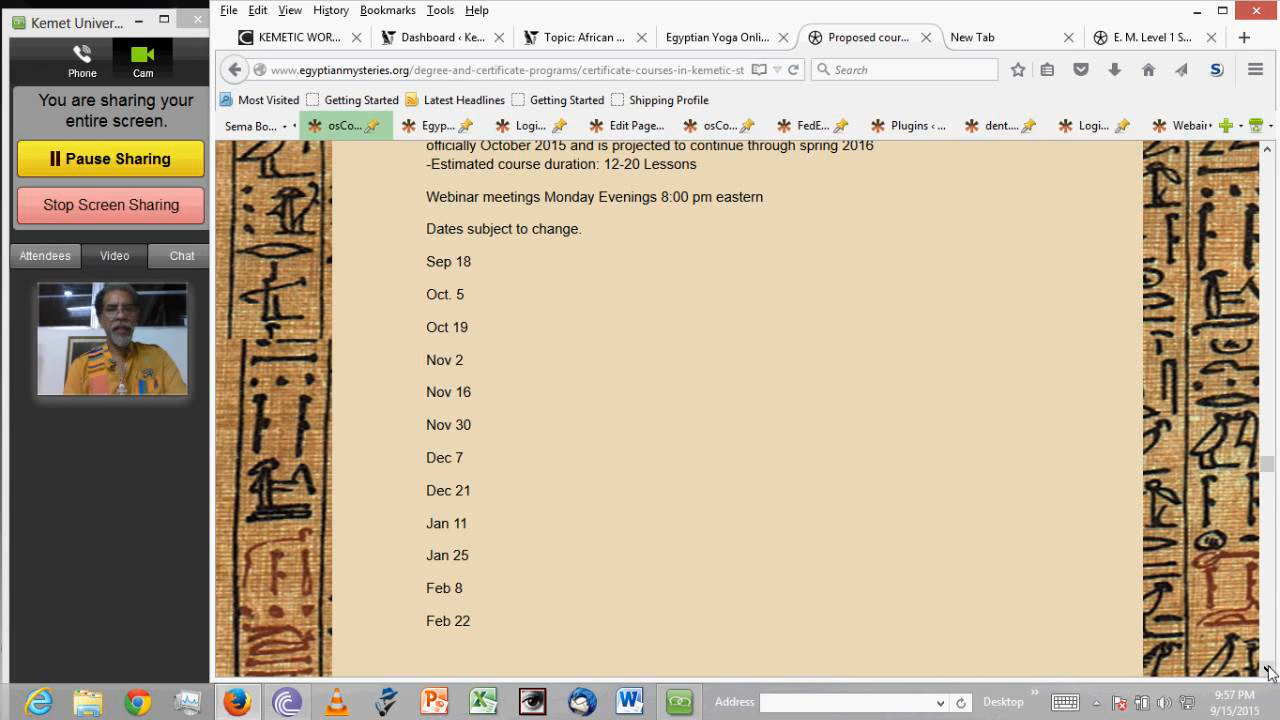 Kemet Univer...
Phone
Cam
You are sharing your
entire screen.
Pause Sharing
Stop Screen Sharing
Attendees Video Chat
File Edit View History Bookmarks Tools Help
KEMETIC WOR... Dashboard ‹ Ke... Topic: African ... Egyptian Yoga Onli... Proposed cour... New Tab E. M. Level 1 S...
www.egyptianmysteries.org/degree-and-certificate-programs/certificate-courses-in-kemetic-st Search
Most Visited Getting Started Latest Headlines Getting Started Shipping Profile
Sema Bo... osCo... Egyp... Logi... Edit Page... osCo... FedE... Plugins ‹ ... dent.... Logi... Webair
officially October 2015 and is projected to continue through spring 2016
-Estimated course duration: 12-20 Lessons
Webinar meetings Monday Evenings 8:00 pm eastern
Dates subject to change.
Sep 18
Oct. 5
Oct 19
Nov 2
Nov 16
Nov 30
Dec 7
Dec 21
Jan 11
Jan 25
Feb 8
Feb 22
Address Desktop
9:57 PM
9/15/2015